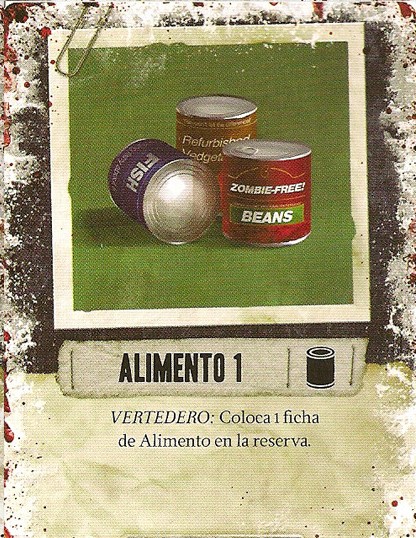 Refurbished
Vedget
FISH
ZOMBIE-FREE!
BEANS
ALIMENTO 1
VERTEDERO: Coloca 1 ficha
de Alimento en la reserva.